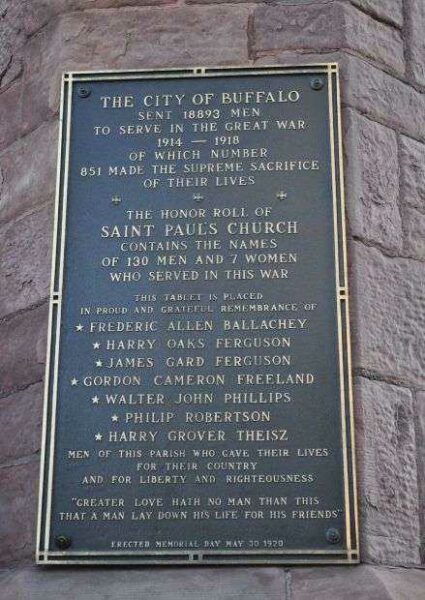 THE CITY OF BUFFALO
SENT 18893 MEN
TO SERVE IN THE GREAT WAR
1914 — 1918
OF WHICH NUMBER
851 MADE THE SUPREME SACRIFICE
OF THEIR LIVES
THE HONOR ROLL OF
SAINT PAULS CHURCH
CONTAINS THE NAMES
OF 130 MEN AND 7 WOMEN
WHO SERVED IN THIS WAR
THIS TABLET IS PLACED
IN PROUD AND GRATEFUL REMEMBRANCE OF
★ FREDERIC ALLEN BALLACHEY
★ HARRY OAKS FERGUSON
★ JAMES GARD FERGUSON
★ GORDON CAMERON FREELAND
★ WALTER JOHN PHILLIPS
★ PHILIP ROBERTSON
★ HARRY GROVER THEISZ
MEN OF THIS PARISH WHO GAVE THEIR LIVES
FOR THEIR COUNTRY
AND FOR LIBERTY AND RIGHTEOUSNESS
"GREATER LOVE HATH NO MAN THAN THIS
THAT A MAN LAY DOWN HIS LIFE FOR HIS FRIENDS"
ERECTED MEMORIAL DAY MAY 30 1920